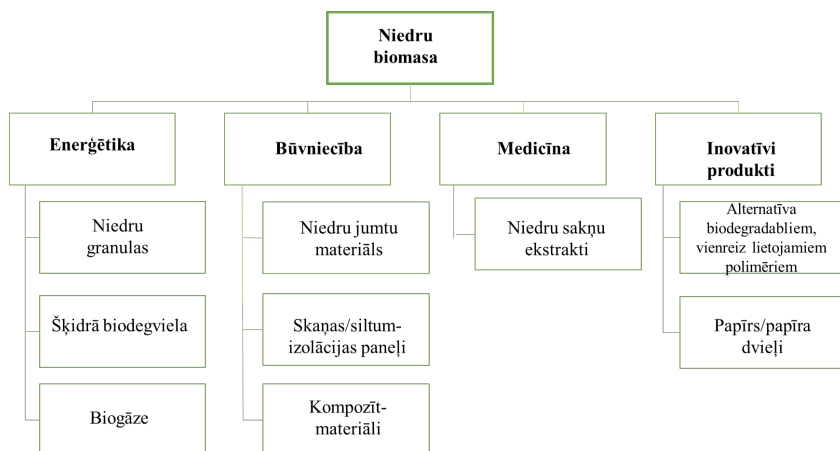 Niedru
biomasa
Enerģētika
Būvniecība
Medicīna
Inovatīvi
produkti
Niedru
granulas
Niedru jumtu
materiāls
Niedru sakņu
ekstrakti
Alternatīva
biodegradabliem,
vienreiz lietojamiem
polimēriem
Šķidrā biodegviela
Skaņas/siltum-
izolācijas paneļi
Papīrs/papīra
dvieļi
Biogāze
Kompozīt-
materiāli